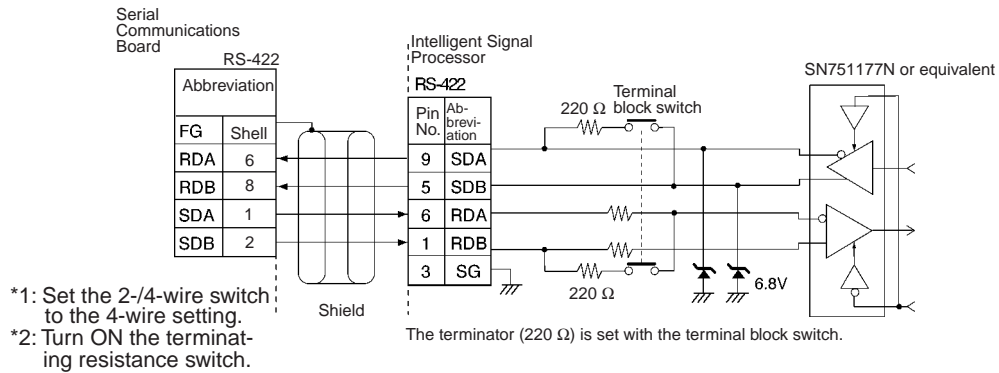 Serial
Communications
Board
RS-422
Abbreviation
FG Shell
RDA 6
RDB 8
SDA 1
SDB 2
Shield
*1: Set the 2-/4-wire switch
to the 4-wire setting.
*2: Turn ON the terminat-
ing resistance switch.
Intelligent Signal
Processor
RS-422
Pin
No.
Ab-
brevi-
ation
9 SDA
5 SDB
6 RDA
1 RDB
3 SG
Terminal
block switch
220 Ω
220 Ω
6.8V
SN751177N or equivalent
The terminator (220 Ω) is set with the terminal block switch.